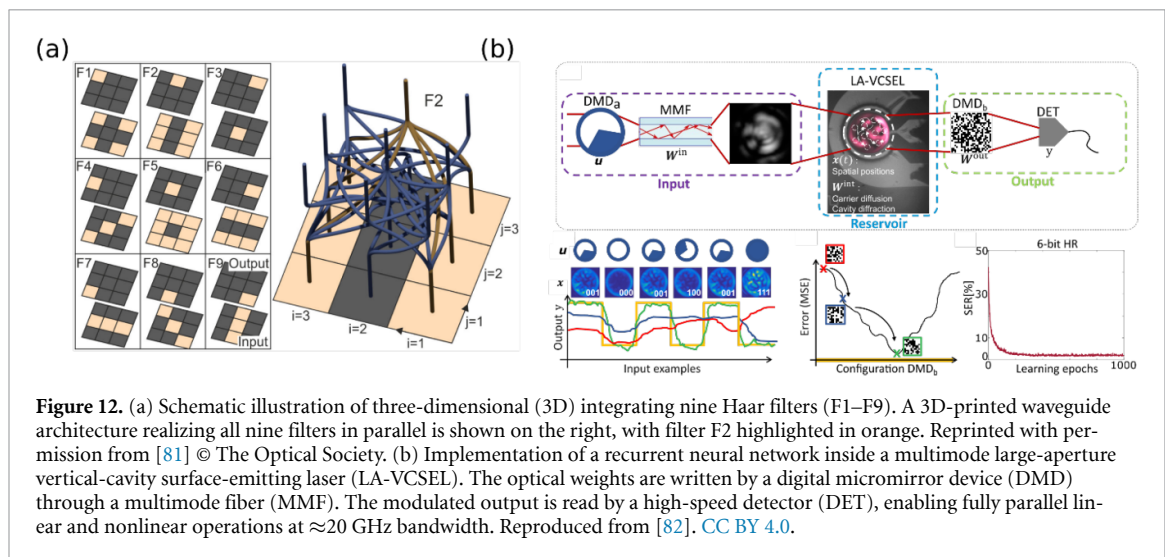 (a)
F1 F2 F3
F4 F5 F6
F7 F8 F9 Output
Input
F2
j=3
j=2
j=1
i=3 i=2 i=1
(b)
LA-VCSEL
DMDa MMF
u
W^in
Input
x(t) :
Spatial positions
W^int :
Carrier diffusion
Cavity diffraction
Reservoir
DMDb DET
W^out
y
Output
u
x
001 000 001 100 001 111
Output y
Input examples
Error (MSE)
Configuration DMDb
6-bit HR
SER[%]
50
10
0
0 Learning epochs 1000
Figure 12. (a) Schematic illustration of three-dimensional (3D) integrating nine Haar filters (F1–F9). A 3D-printed waveguide
architecture realizing all nine filters in parallel is shown on the right, with filter F2 highlighted in orange. Reprinted with per-
mission from [81] © The Optical Society. (b) Implementation of a recurrent neural network inside a multimode large-aperture
vertical-cavity surface-emitting laser (LA-VCSEL). The optical weights are written by a digital micromirror device (DMD)
through a multimode fiber (MMF). The modulated output is read by a high-speed detector (DET), enabling fully parallel lin-
ear and nonlinear operations at ≈20 GHz bandwidth. Reproduced from [82]. CC BY 4.0.